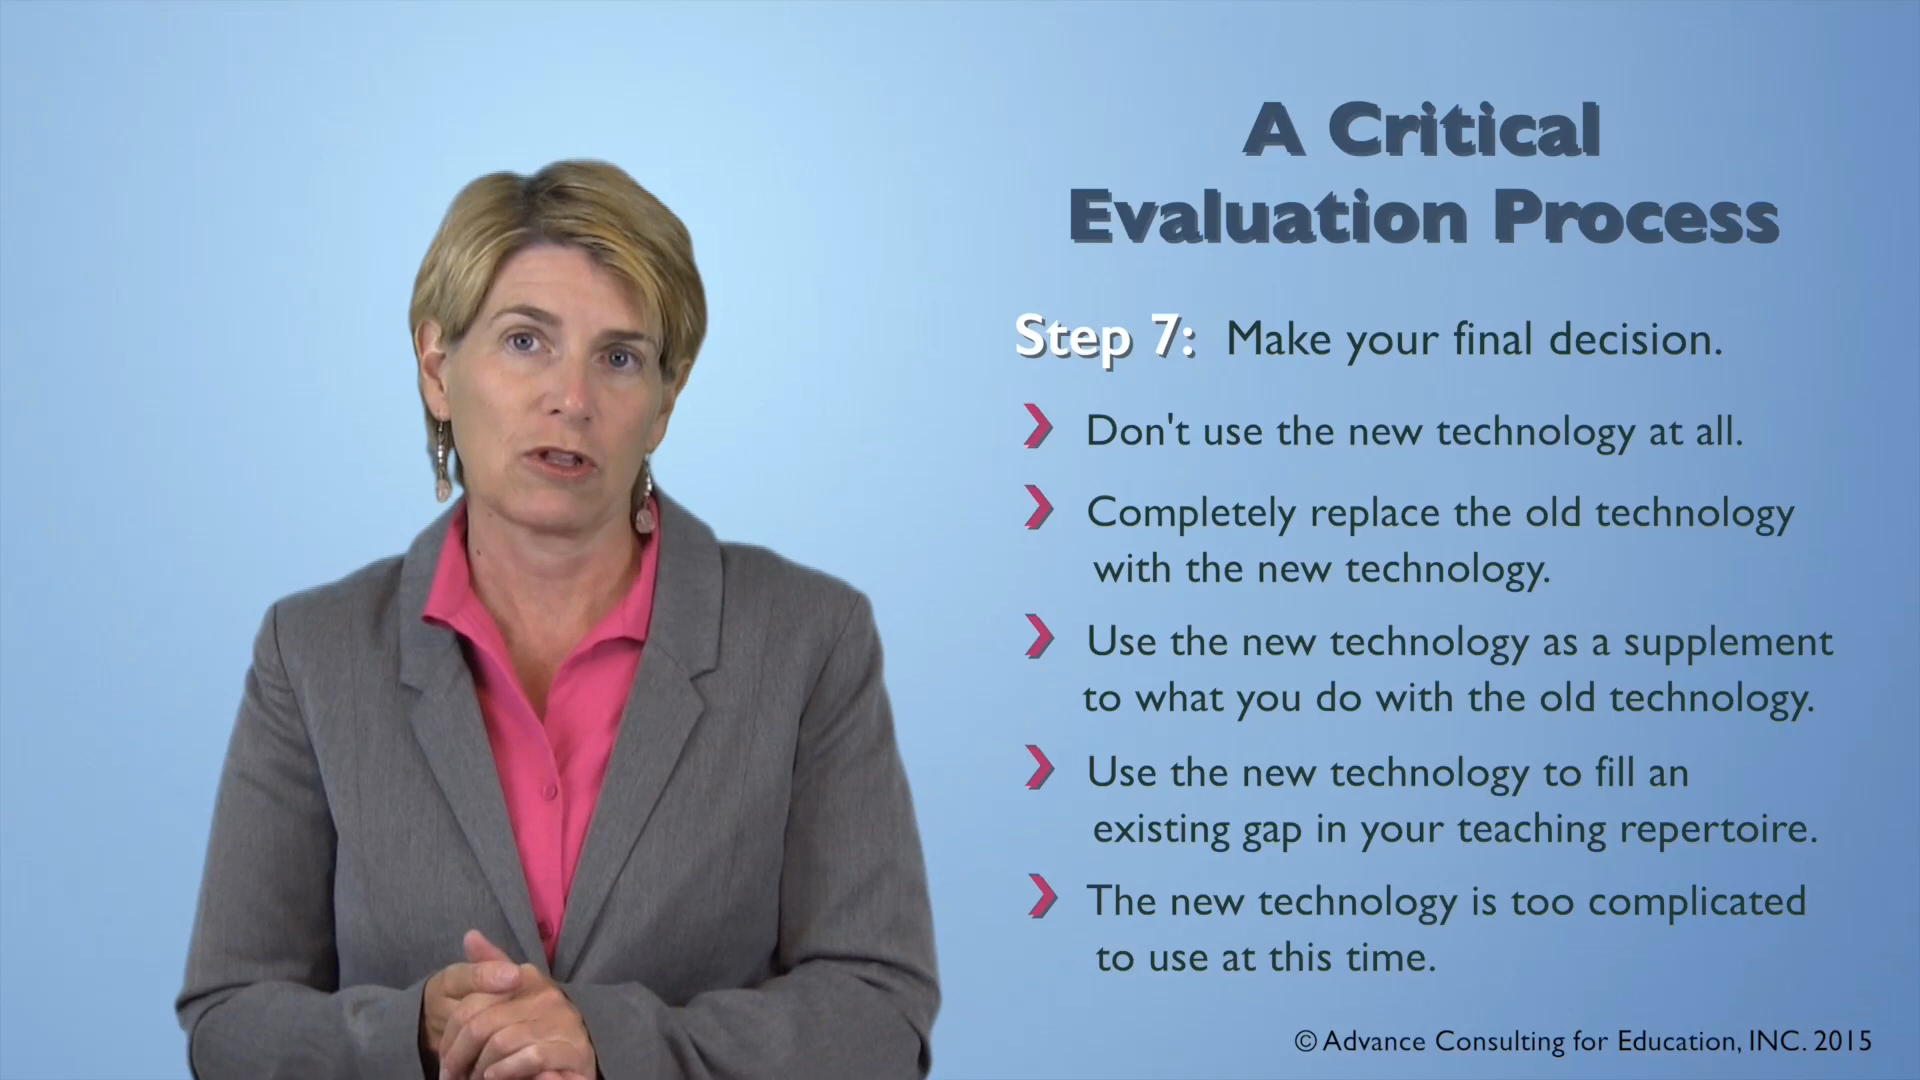 A Critical
Evaluation Process
Step 7: Make your final decision.
Don't use the new technology at all.
Completely replace the old technology
with the new technology.
Use the new technology as a supplement
to what you do with the old technology.
Use the new technology to fill an
existing gap in your teaching repertoire.
The new technology is too complicated
to use at this time.
© Advance Consulting for Education, INC. 2015